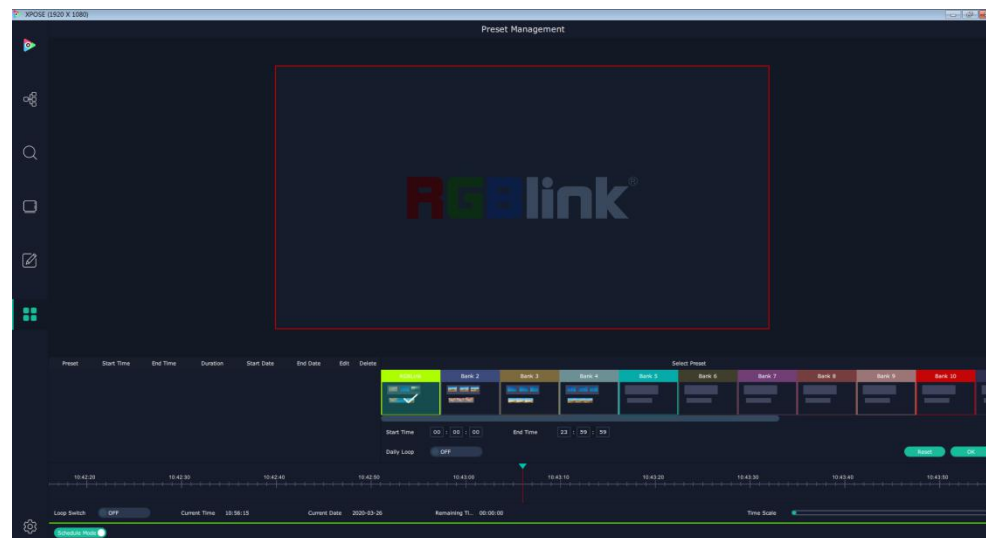 XPOSE (1920 X 1080)
Preset Management
RGBlink®
Preset Start Time End Time Duration Start Date End Date Edit Delete Select Preset
Bank 2 Bank 3 Bank 4 Bank 5 Bank 6 Bank 7 Bank 8 Bank 9 Bank 10
Start Time 00 : 00 : 00 End Time 23 : 59 : 59
Daily Loop OFF Reset OK
10:42:20 10:42:30 10:42:40 10:42:50 10:43:00 10:43:10 10:43:20 10:43:30 10:43:40 10:43:50
Loop Switch OFF Current Time 10:56:15 Current Date 2020-03-26 Remaining Ti... 00:00:00 Time Scale
Schedule Mode